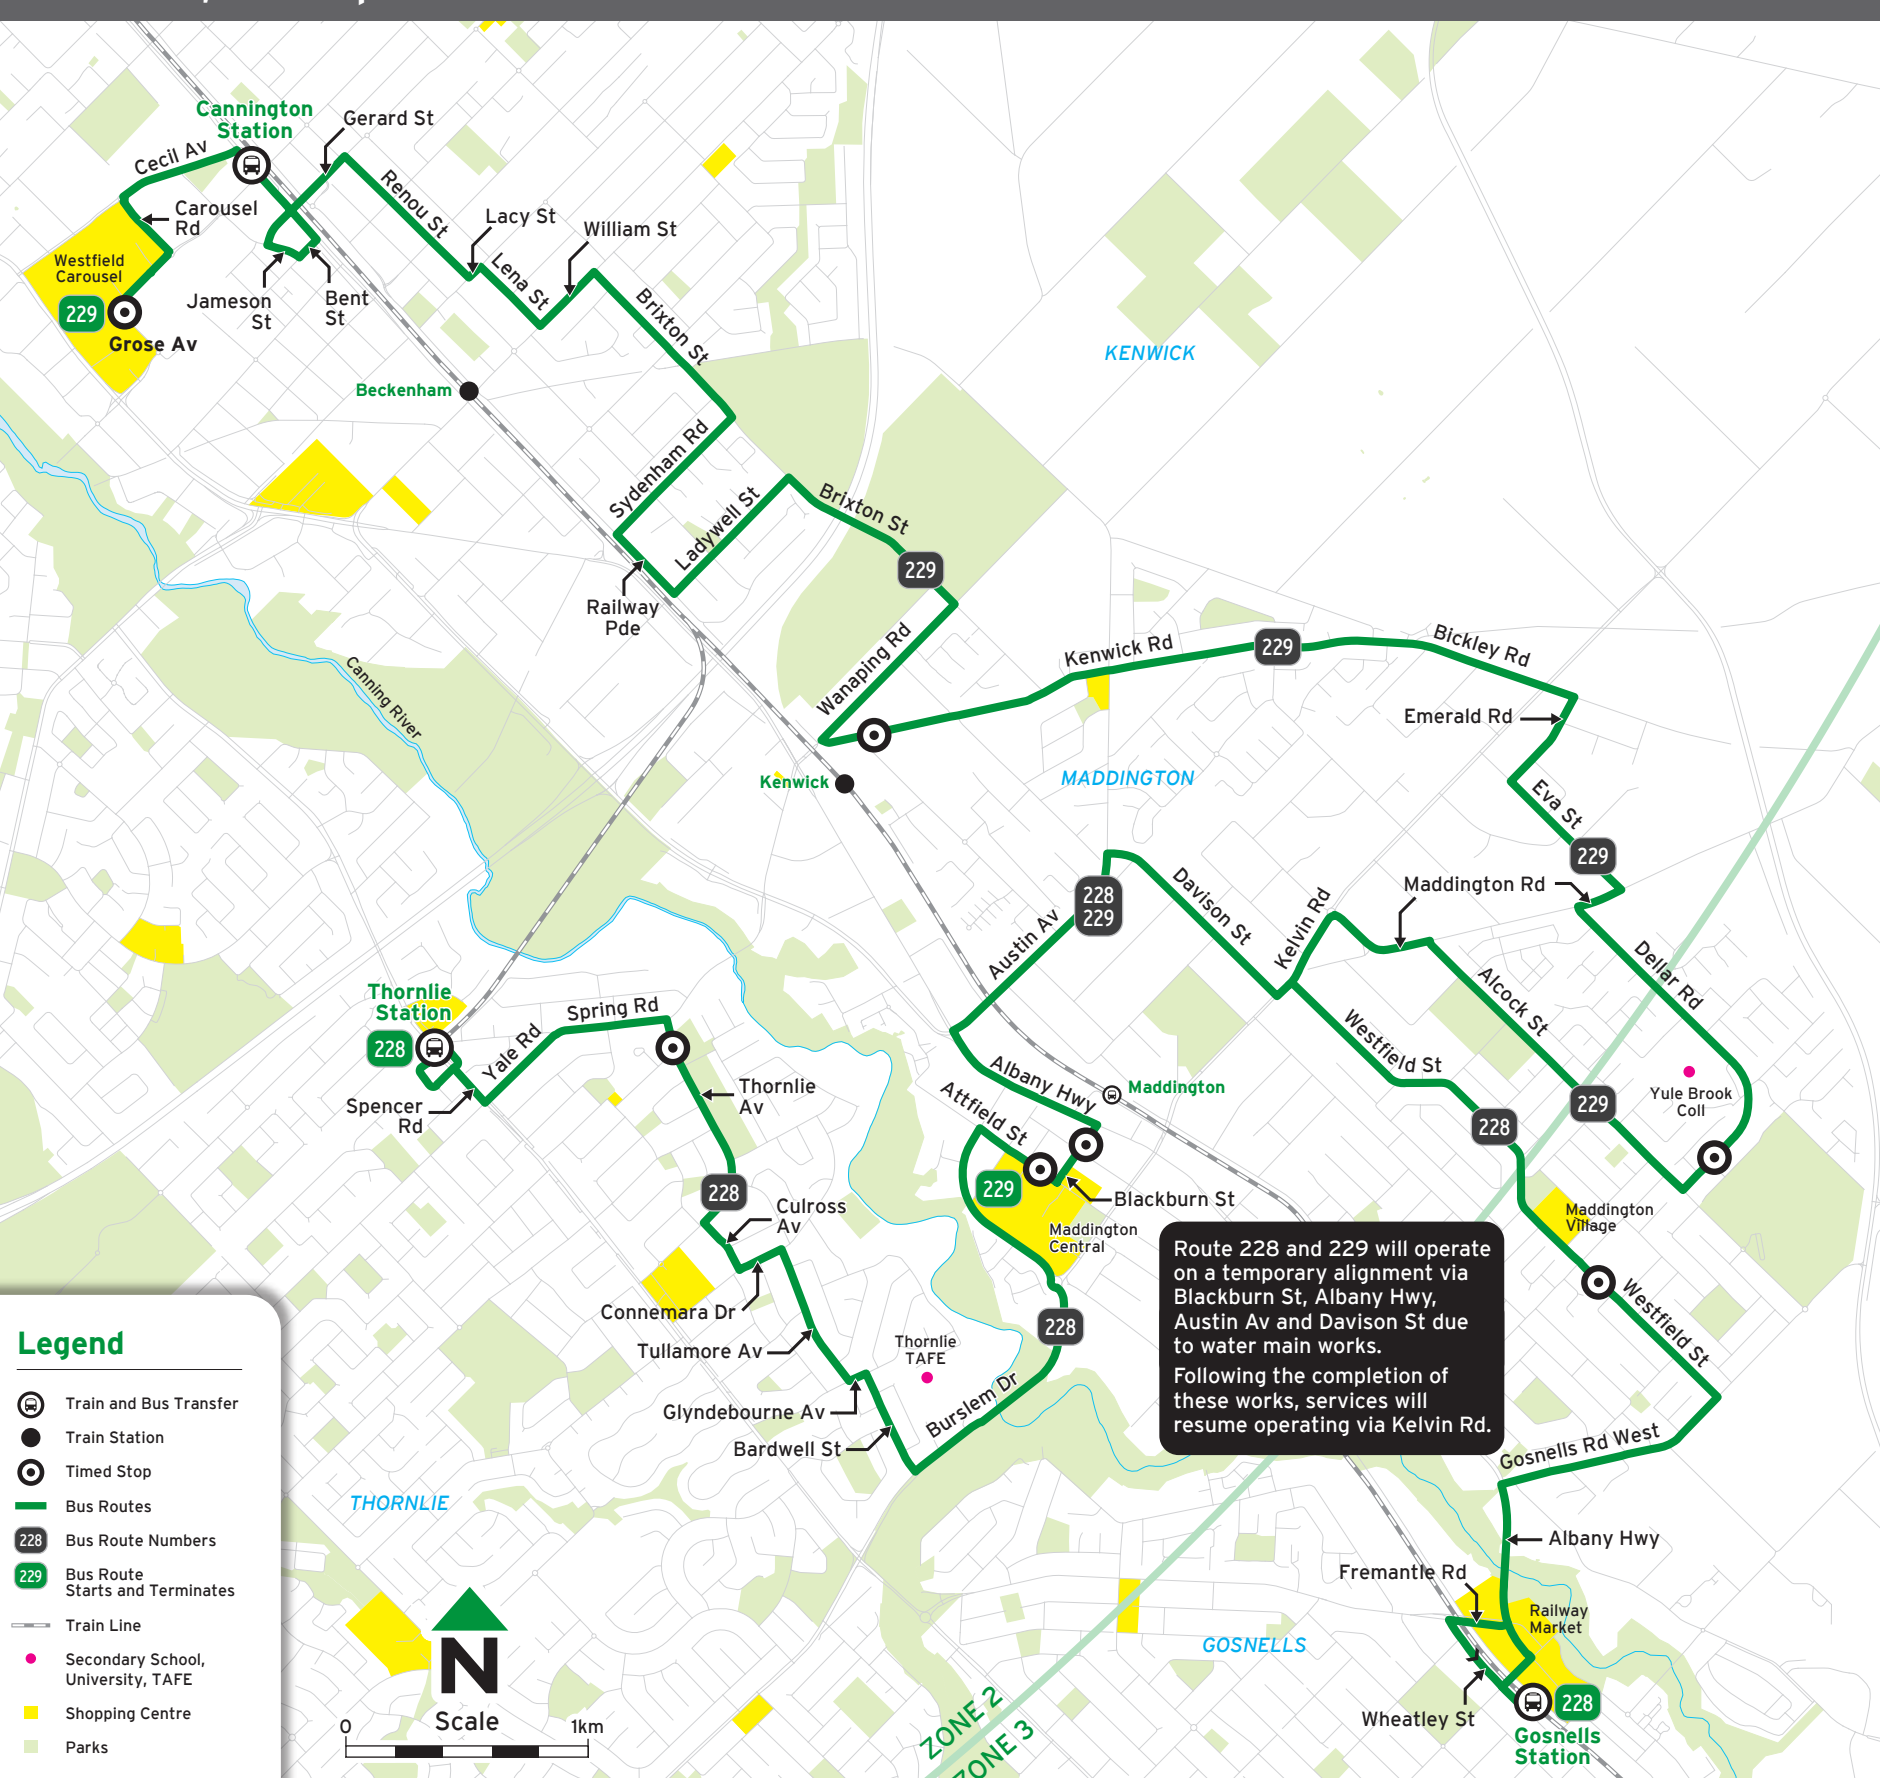 Cannington
Station
Gerard St
Cecil Av
Carousel
Rd
Renou St
Lacy St
William St
Westfield
Carousel
Lena St
229
Jameson
St
Bent
St
Brixton St
Grose Av
KENWICK
Beckenham
Sydenham Rd
Ladywell St
Brixton St
229
Railway
Pde
Wanaping Rd
Kenwick Rd
229
Bickley Rd
Canning River
Emerald Rd
Kenwick
MADDINGTON
Eva St
229
Maddington Rd
Davison St
Kelvin Rd
228
229
Austin Av
Dellar Rd
Alcock St
Thornlie
Station
Spring Rd
228
Yale Rd
Westfield St
Albany Hwy
Attfield St
Maddington
Thornlie
Av
Spencer
Rd
Yule Brook
Coll
229
228
228
229
Blackburn St
Culross
Av
Maddington
Central
Maddington
Village
Route 228 and 229 will operate
on a temporary alignment via
Blackburn St, Albany Hwy,
Austin Av and Davison St due
to water main works.
Following the completion of
these works, services will
resume operating via Kelvin Rd.
Connemara Dr
Tullamore Av
Thornlie
TAFE
228
Westfield St
Glyndebourne Av
Burslem Dr
Bardwell St
Gosnells Rd West
THORNLIE
Albany Hwy
Fremantle Rd
Railway
Market
GOSNELLS
Wheatley St
228
Gosnells
Station
ZONE 2
ZONE 3
Legend
Train and Bus Transfer
Train Station
Timed Stop
Bus Routes
228
Bus Route Numbers
229
Bus Route
Starts and Terminates
Train Line
Secondary School,
University, TAFE
Shopping Centre
Parks
N
Scale
0
1km